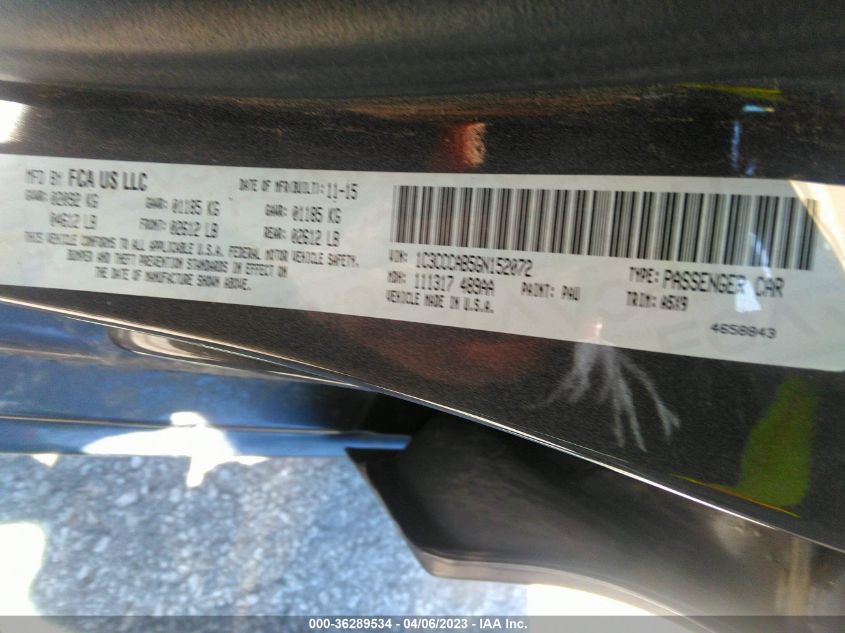 MFD BY FCA US LLC DATE OF MFR(BUILT): 11-15
GVWR: 02092 KG GAWR: 01185 KG GAWR: 01185 KG
04612 LB FRONT: 02612 LB REAR: 02612 LB
THIS VEHICLE CONFORMS TO ALL APPLICABLE U.S.A. FEDERAL MOTOR VEHICLE SAFETY,
BUMPER AND THEFT PREVENTION STANDARDS IN EFFECT ON THE DATE OF
MANUFACTURE SHOWN ABOVE.
VIN: 1C3CCCAB5GN152072 TYPE: PASSENGER CAR
MDH: 111317 489AA PAINT: PAU TRIM: A5X9
VEHICLE MADE IN U.S.A.
4658843
000-36289534 - 04/06/2023 - IAA Inc.